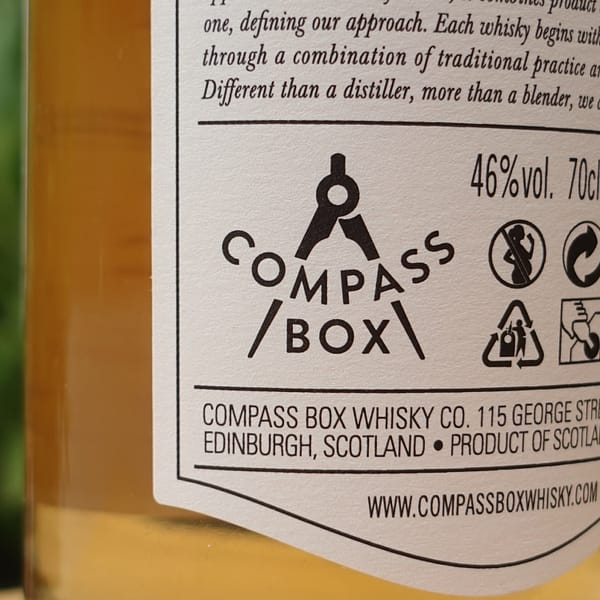 one, defining our approach. Each whisky begins with
through a combination of traditional practice
Different than a distiller, more than a blender, we
46%vol. 70cl
COMPASS
BOX
COMPASS BOX WHISKY CO. 115 GEORGE
EDINBURGH, SCOTLAND • PRODUCT OF
WWW.COMPASSBOXWHISKY.COM